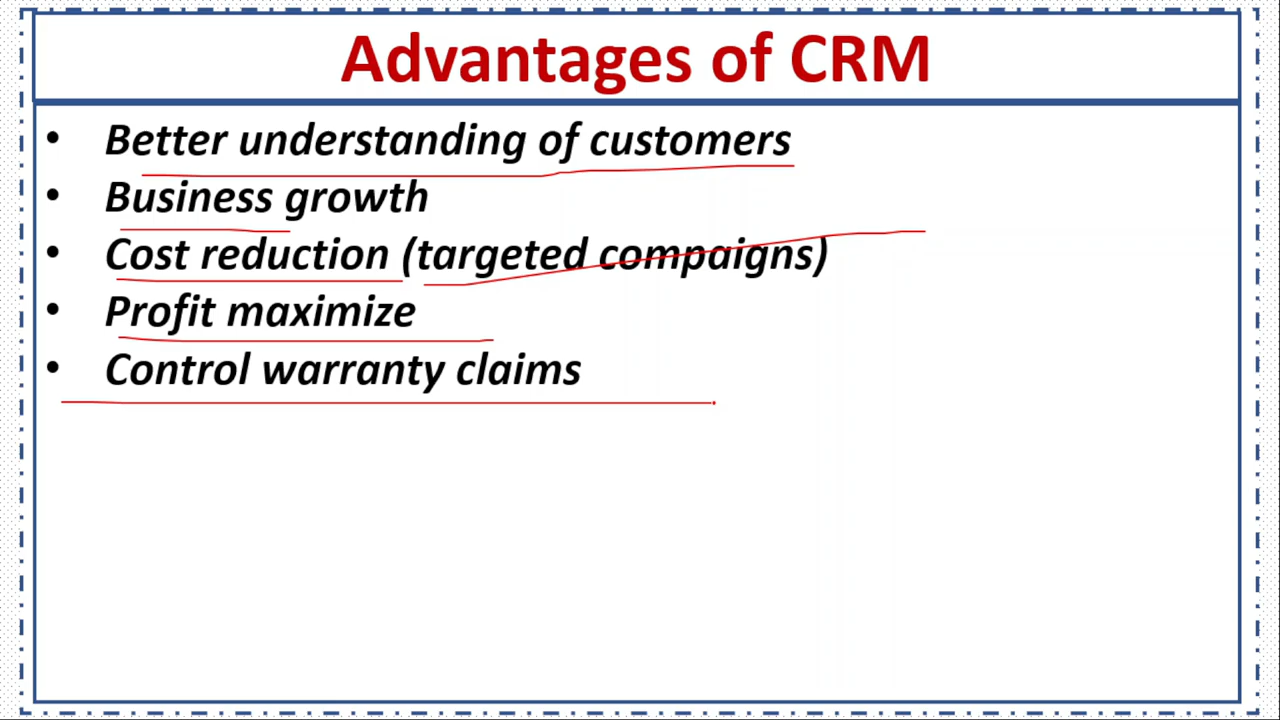 Advantages of CRM
• Better understanding of customers
• Business growth
• Cost reduction (targeted compaigns)
• Profit maximize
• Control warranty claims